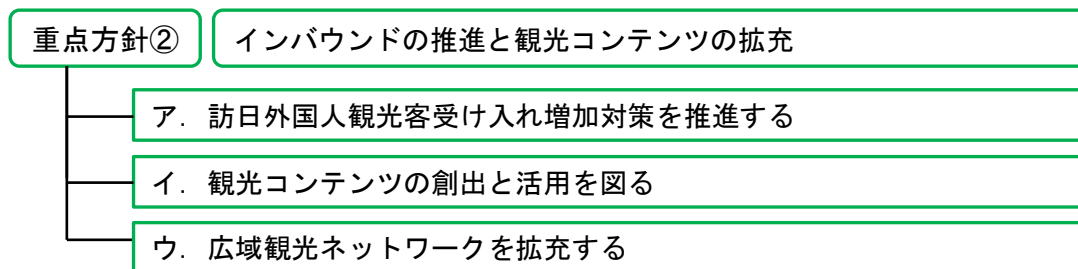 重点方針② インバウンドの推進と観光コンテンツの拡充
ア．訪日外国人観光客受け入れ増加対策を推進する
イ．観光コンテンツの創出と活用を図る
ウ．広域観光ネットワークを拡充する